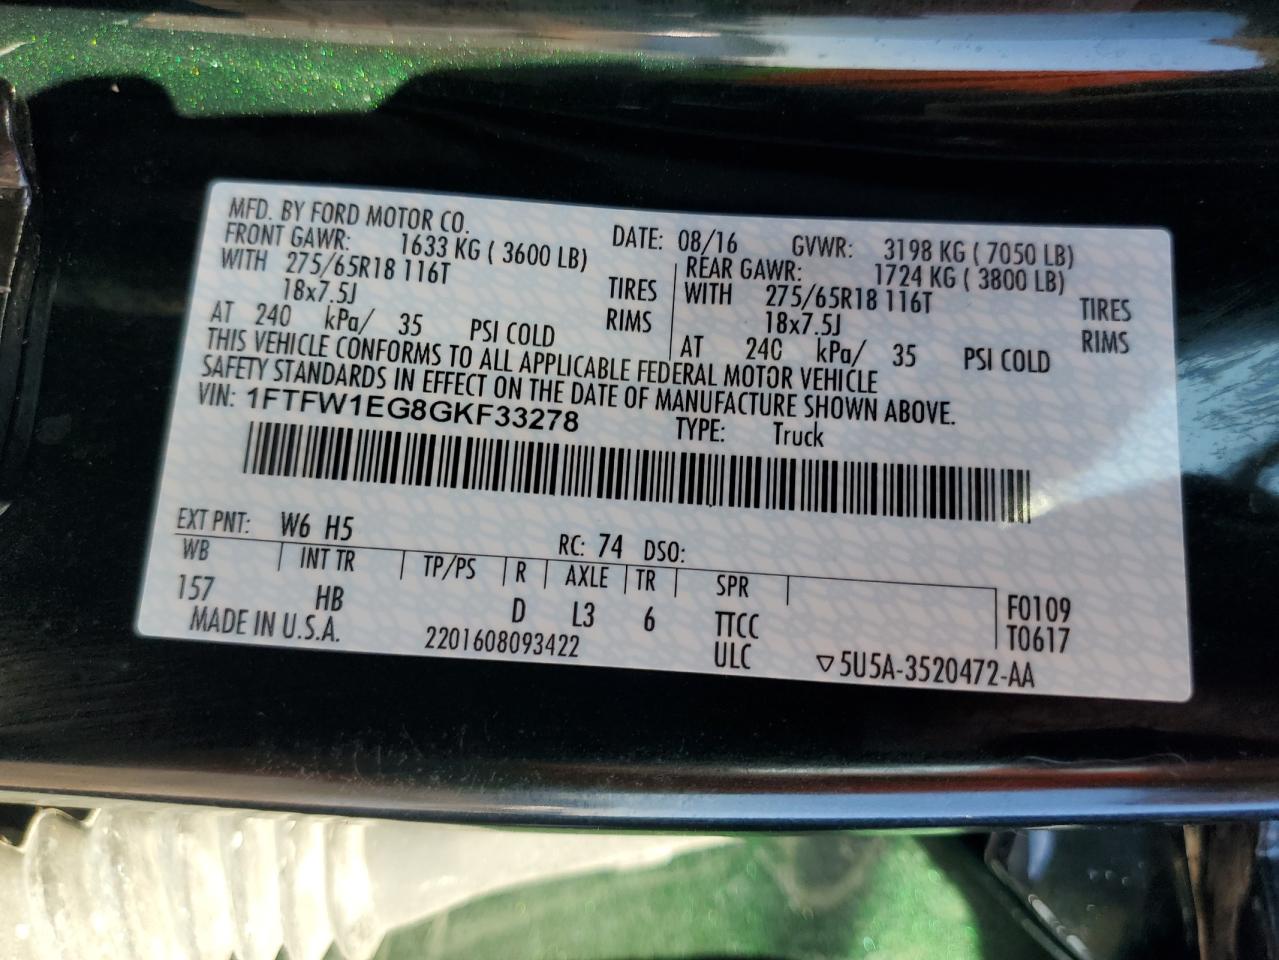 MFD. BY FORD MOTOR CO. DATE: 08/16 GVWR: 3198 KG ( 7050 LB)
FRONT GAWR: 1633 KG ( 3600 LB) REAR GAWR: 1724 KG ( 3800 LB)
WITH 275/65R18 116T TIRES WITH 275/65R18 116T TIRES
18x7.5J RIMS 18x7.5J RIMS
AT 240 kPa/ 35 PSI COLD AT 240 kPa/ 35 PSI COLD
THIS VEHICLE CONFORMS TO ALL APPLICABLE FEDERAL MOTOR VEHICLE
SAFETY STANDARDS IN EFFECT ON THE DATE OF MANUFACTURE SHOWN ABOVE.
VIN: 1FTFW1EG8GKF33278 TYPE: Truck
EXT PNT: W6 H5 RC: 74 DSO:
WB INT TR TP/PS R AXLE TR SPR
157 HB D L3 6 TTCC F0109
MADE IN U.S.A. 2201608093422 ULC T0617
▽5U5A-3520472-AA